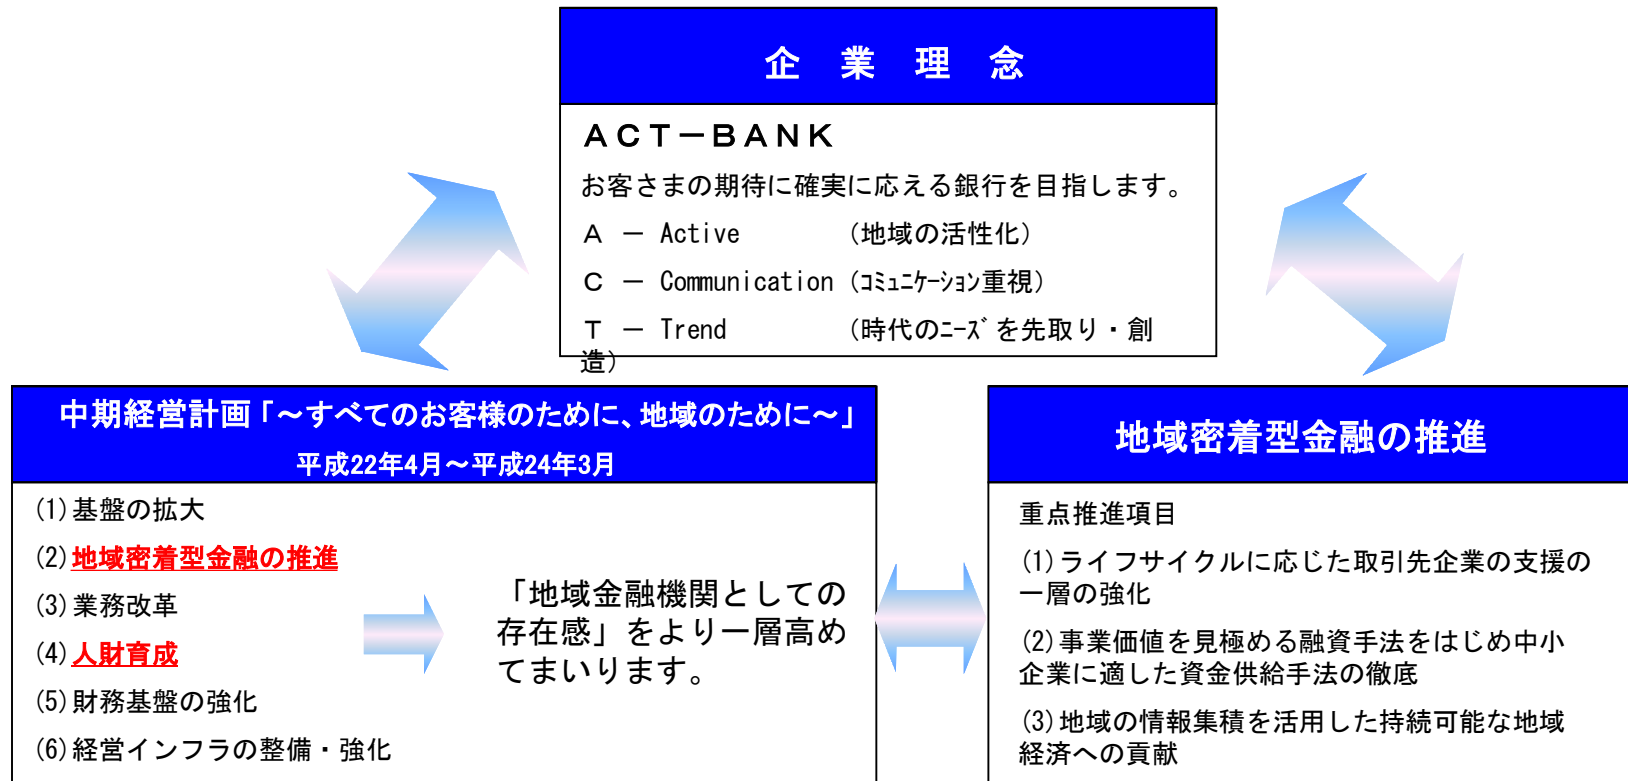 企 業 理 念
ＡＣＴ－ＢＡＮＫ
お客さまの期待に確実に応える銀行を目指します。
Ａ － Active （地域の活性化）
Ｃ － Communication（ｺﾐｭﾆｹｰｼｮﾝ重視）
Ｔ － Trend （時代のﾆｰｽﾞを先取り・創
造）
中期経営計画「～すべてのお客様のために、地域のために～」
平成22年4月～平成24年3月
(1)基盤の拡大
(2)地域密着型金融の推進
(3)業務改革
(4)人財育成
(5)財務基盤の強化
(6)経営インフラの整備・強化
「地域金融機関としての
存在感」をより一層高め
てまいります。
地域密着型金融の推進
重点推進項目
(1)ライフサイクルに応じた取引先企業の支援の
一層の強化
(2)事業価値を見極める融資手法をはじめ中小
企業に適した資金供給手法の徹底
(3)地域の情報集積を活用した持続可能な地域
経済への貢献